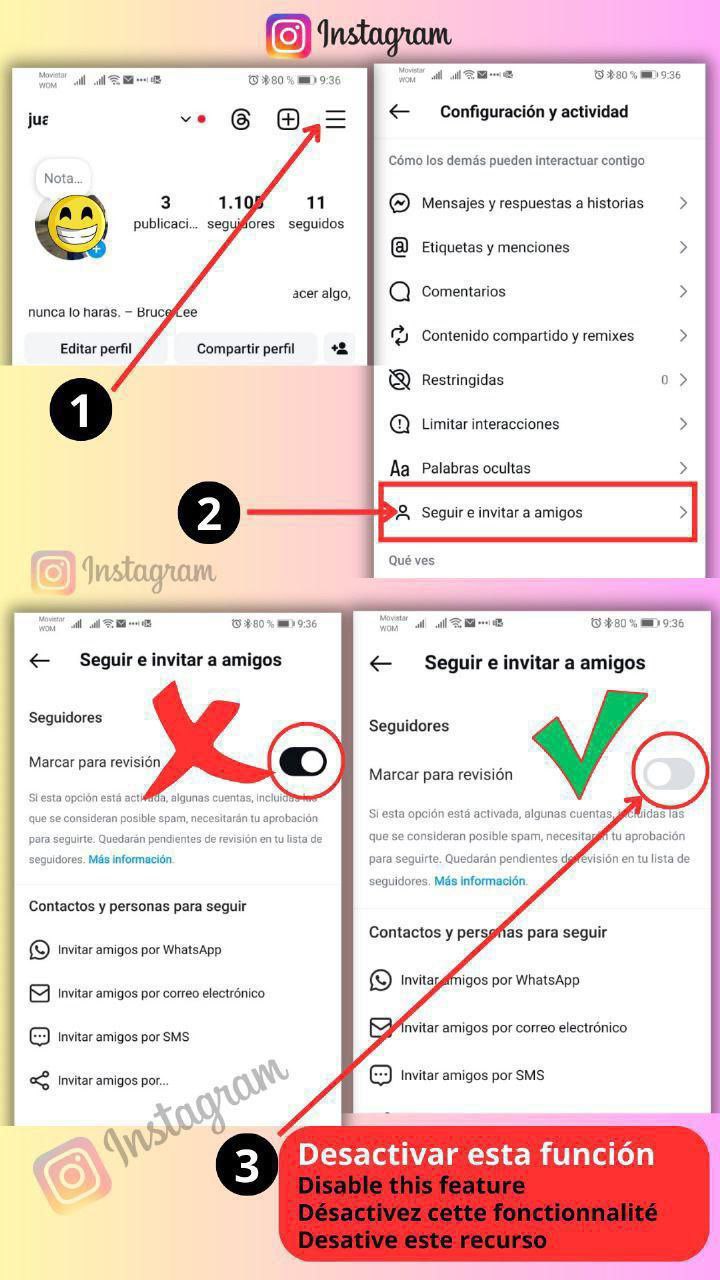 Instagram
Movistar
WOM
80 % 9:36
jua
Nota...
3 1.105 11
publicaci... seguidores seguidos
acer algo,
nunca lo haras. – Bruce Lee
Editar perfil Compartir perfil
1
Movistar
WOM
80 % 9:36
Configuración y actividad
Cómo los demás pueden interactuar contigo
Mensajes y respuestas a historias
Etiquetas y menciones
Comentarios
Contenido compartido y remixes
Restringidas 0
Limitar interacciones
Aa Palabras ocultas
2
Seguir e invitar a amigos
Qué ves
Instagram
Movistar
WOM
80 % 9:36
Seguir e invitar a amigos
Seguidores
Marcar para revisión
Si esta opción está activada, algunas cuentas, incluidas las
que se consideran posible spam, necesitarán tu aprobación
para seguirte. Quedarán pendientes de revisión en tu lista de
seguidores. Más información.
Contactos y personas para seguir
Invitar amigos por WhatsApp
Invitar amigos por correo electrónico
Invitar amigos por SMS
Invitar amigos por...
Movistar
WOM
80 % 9:36
Seguir e invitar a amigos
Seguidores
Marcar para revisión
Si esta opción está activada, algunas cuentas, incluidas las
que se consideran posible spam, necesitarán tu aprobación
para seguirte. Quedarán pendientes de revisión en tu lista de
seguidores. Más información.
Contactos y personas para seguir
Invitar amigos por WhatsApp
Invitar amigos por correo electrónico
Invitar amigos por SMS
Instagram
3
Desactivar esta función
Disable this feature
Désactivez cette fonctionnalité
Desative este recurso